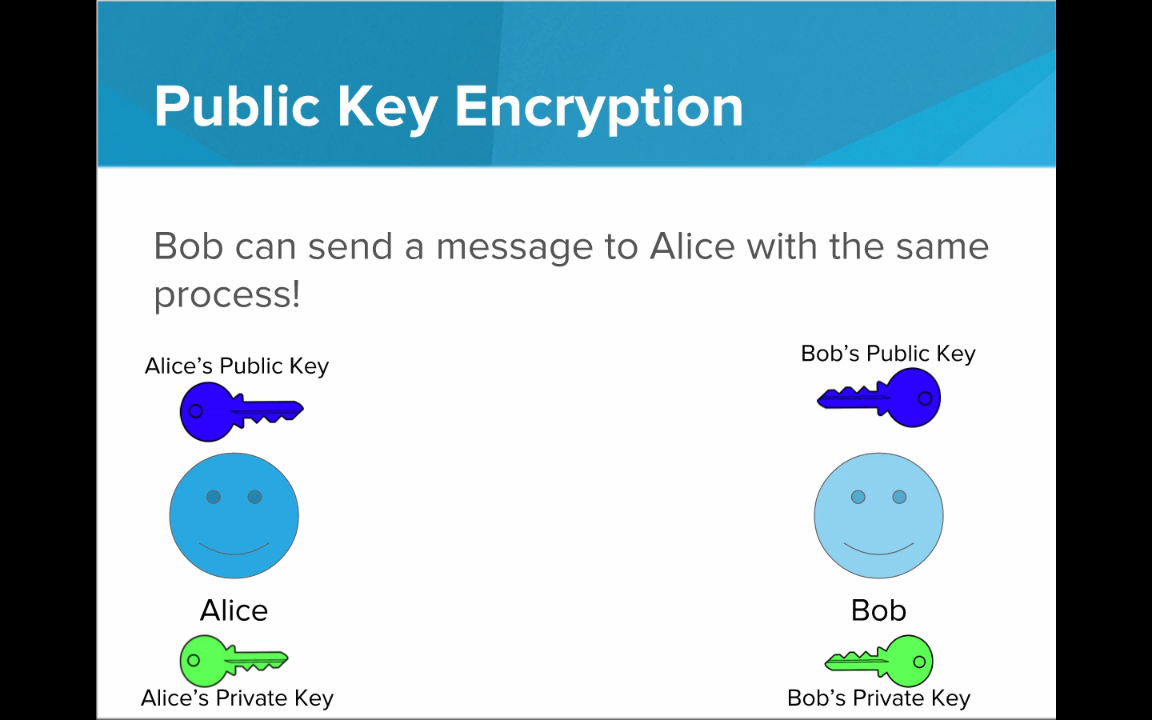 Public Key Encryption
Bob can send a message to Alice with the same
process!
Alice’s Public Key
Bob’s Public Key
Alice
Bob
Alice’s Private Key
Bob’s Private Key